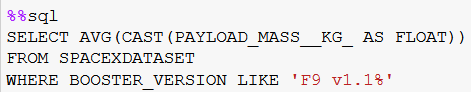 %%sql
SELECT AVG(CAST(PAYLOAD_MASS__KG_ AS FLOAT))
FROM SPACEXDATASET
WHERE BOOSTER_VERSION LIKE 'F9 v1.1%'